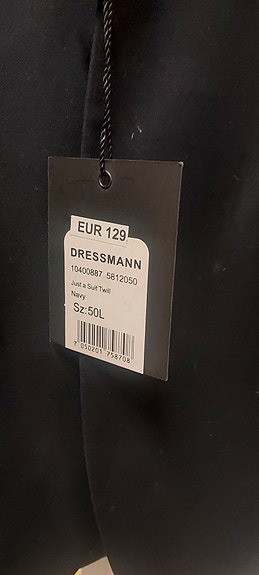 EUR 129
DRESSMANN
10400887 5812050
Just a Suit Twill
Navy
Sz:50L
7 050201 758708